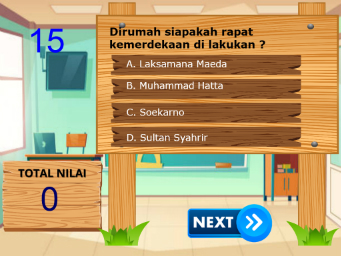 15
Dirumah siapakah rapat
kemerdekaan di lakukan ?
A. Laksamana Maeda
B. Muhammad Hatta
C. Soekarno
D. Sultan Syahrir
TOTAL NILAI
0
NEXT